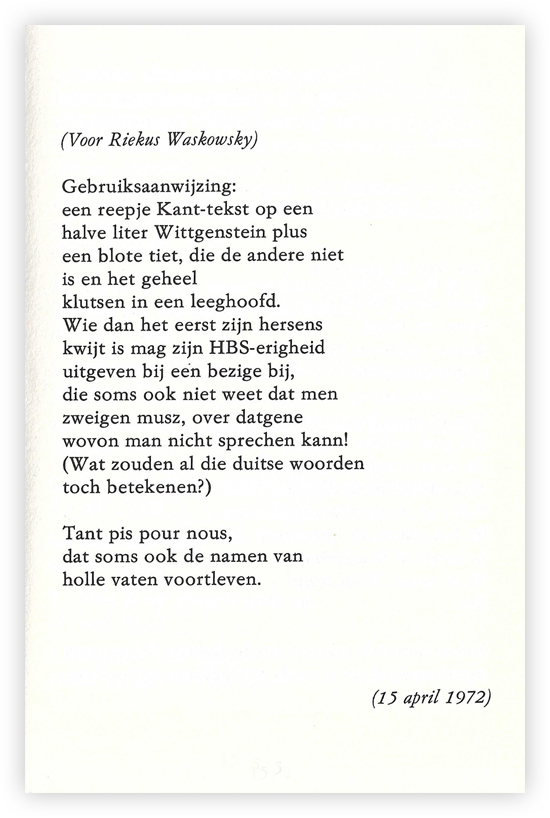 (Voor Riekus Waskowsky)
Gebruiksaanwijzing:
een reepje Kant-tekst op een
halve liter Wittgenstein plus
een blote tiet, die de andere niet
is en het geheel
klutsen in een leeghoofd.
Wie dan het eerst zijn hersens
kwijt is mag zijn HBS-erigheid
uitgeven bij een bezige bij,
die soms ook niet weet dat men
zweigen musz, over datgene
wovon man nicht sprechen kann!
(Wat zouden al die duitse woorden
toch betekenen?)
Tant pis pour nous,
dat soms ook de namen van
holle vaten voortleven.
(15 april 1972)